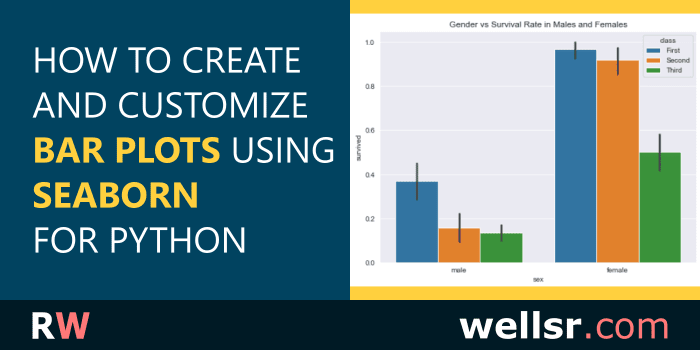 HOW TO CREATE
AND CUSTOMIZE
BAR PLOTS USING
SEABORN
FOR PYTHON
Gender vs Survival Rate in Males and Females
class
First
Second
Third
survived
1.0
0.8
0.6
0.4
0.2
0.0
male
female
sex
RW
wellsr.com